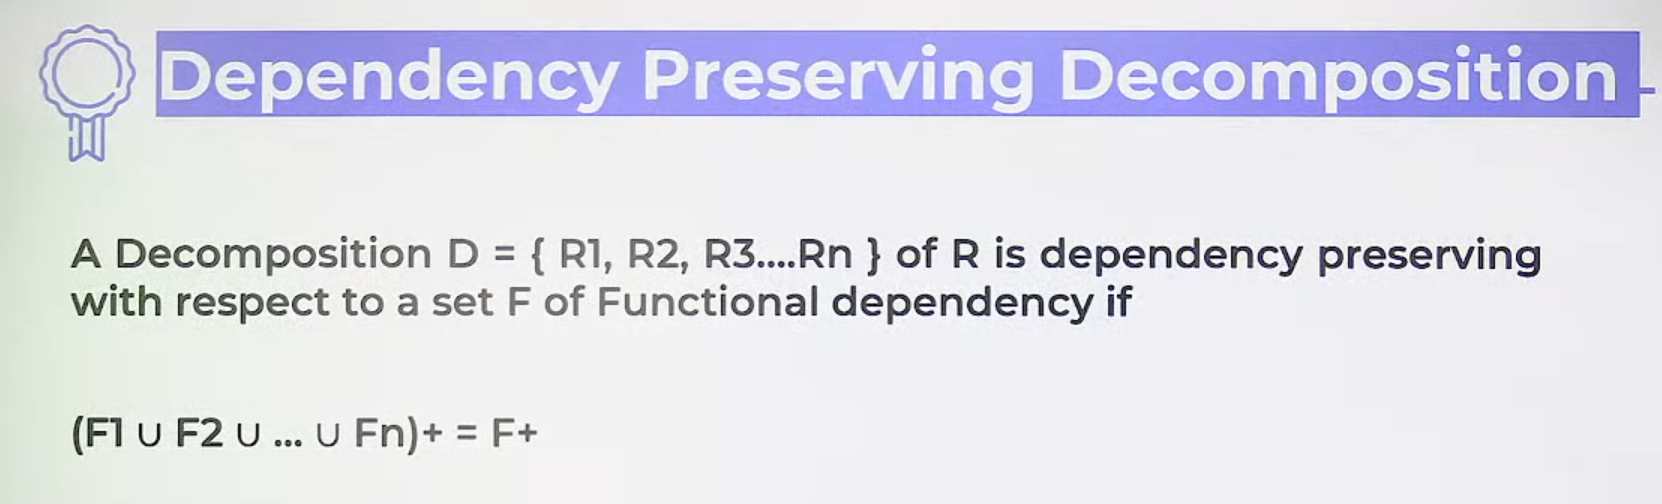 Dependency Preserving Decomposition -
A Decomposition D = { R1, R2, R3....Rn } of R is dependency preserving
with respect to a set F of Functional dependency if
(F1 ∪ F2 ∪ ... ∪ Fn)+ = F+